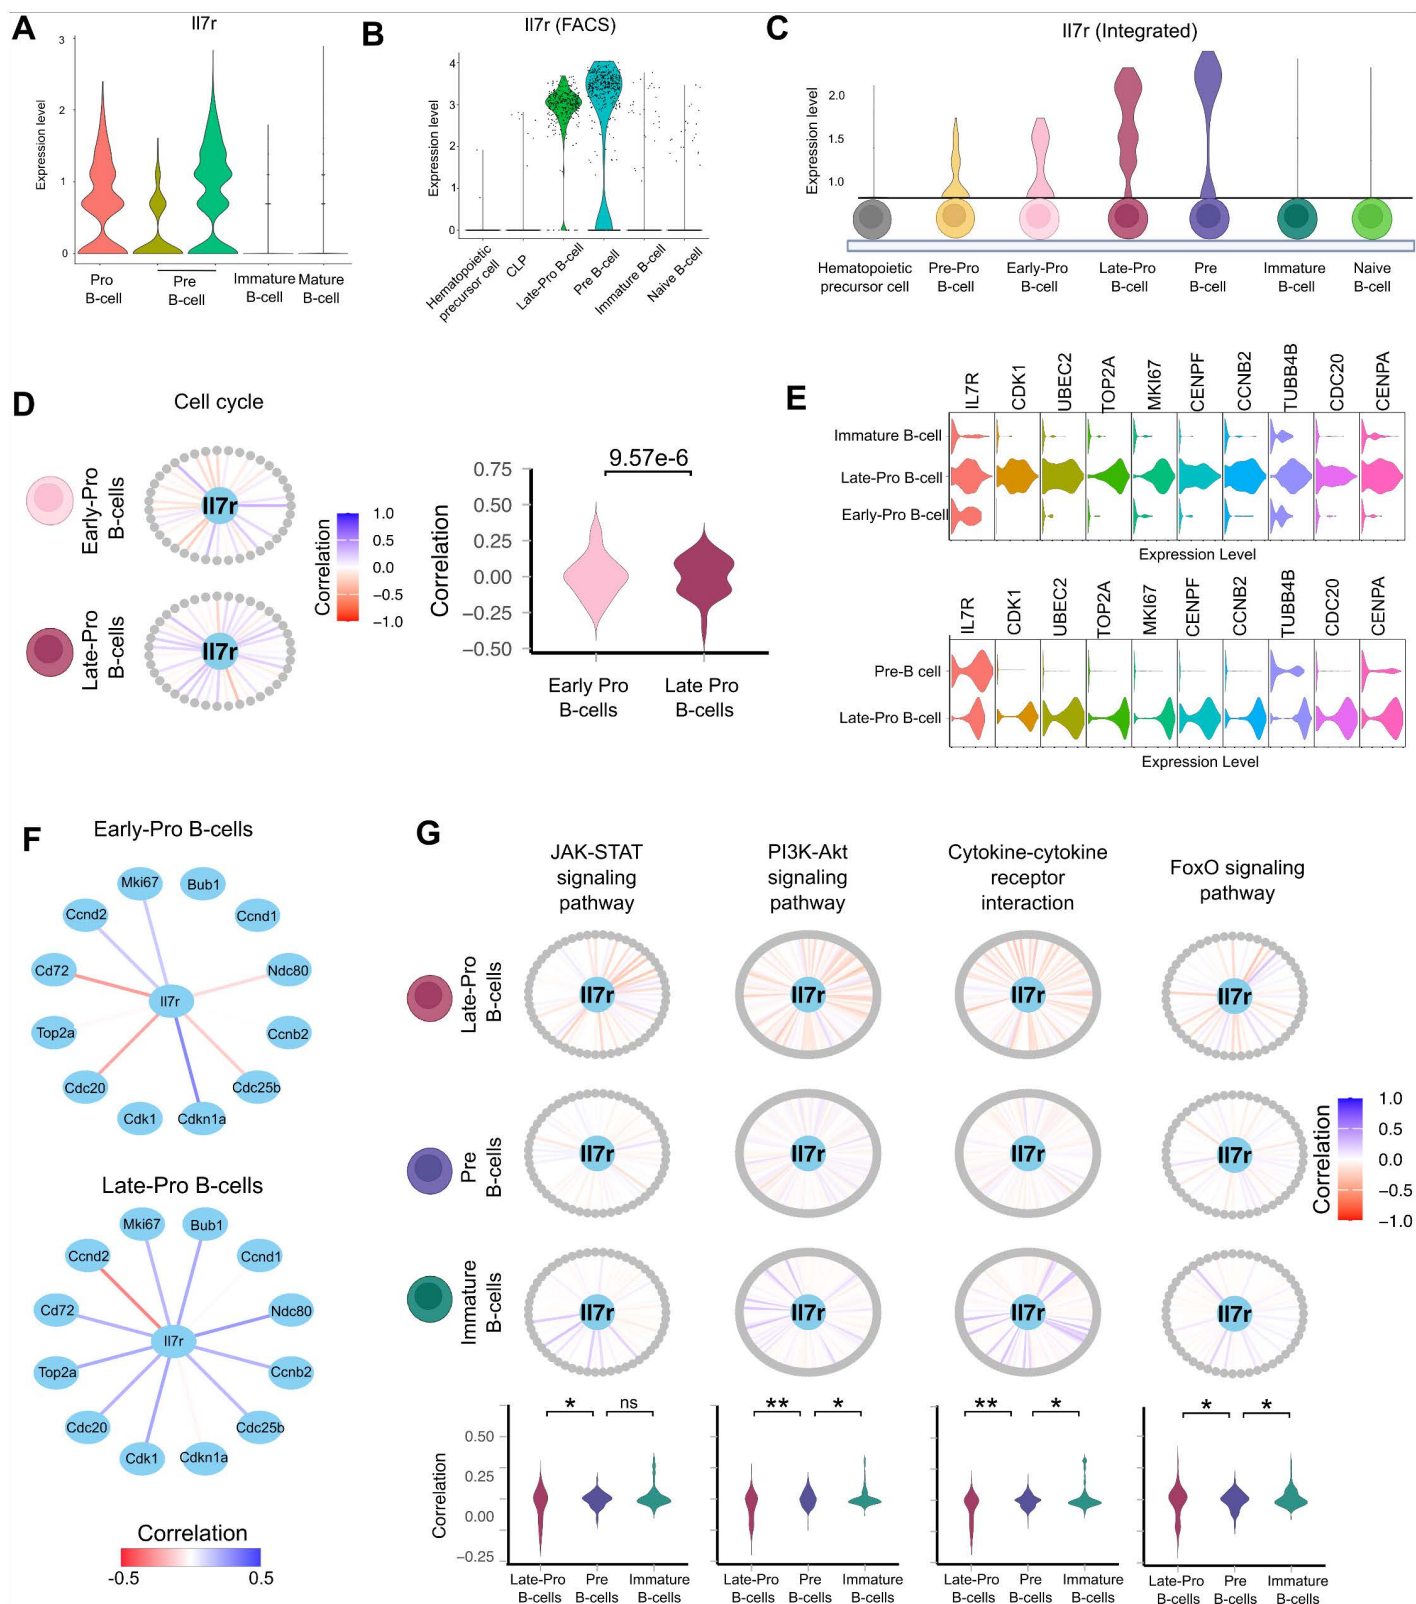 A
Il7r
3
2
1
0
Expression level
Pro
B-cell
Pre
B-cell
Immature
B-cell
Mature
B-cell
B
Il7r (FACS)
4
3
2
1
0
Expression level
Hematopoietic
precursor cell
CLP
Late-Pro B-cell
Pre B-cell
Immature B-cell
Naive B-cell
C
Il7r (Integrated)
Expression level
2.0
1.5
1.0
Hematopoietic
precursor cell
Pre-Pro
B-cell
Early-Pro
B-cell
Late-Pro
B-cell
Pre
B-cell
Immature
B-cell
Naive
B-cell
D
Cell cycle
Early-Pro
B-cells
Il7r
Late-Pro
B-cells
Il7r
Correlation
1.0
0.5
0.0
−0.5
−1.0
9.57e-6
Correlation
0.75
0.50
0.25
0.00
−0.25
−0.50
Early Pro
B-cells
Late Pro
B-cells
E
IL7R
CDK1
UBEC2
TOP2A
MKI67
CENPF
CCNB2
TUBB4B
CDC20
CENPA
Immature B-cell
Late-Pro B-cell
Early-Pro B-cell
Expression Level
IL7R
CDK1
UBEC2
TOP2A
MKI67
CENPF
CCNB2
TUBB4B
CDC20
CENPA
Pre-B cell
Late-Pro B-cell
Expression Level
F
Early-Pro B-cells
Mki67
Bub1
Ccnd2
Ccnd1
Cd72
Ndc80
Il7r
Top2a
Ccnb2
Cdc20
Cdc25b
Cdk1
Cdkn1a
Late-Pro B-cells
Mki67
Bub1
Ccnd2
Ccnd1
Cd72
Ndc80
Il7r
Top2a
Ccnb2
Cdc20
Cdc25b
Cdk1
Cdkn1a
Correlation
-0.5
0.5
G
JAK-STAT
signaling
pathway
PI3K-Akt
signaling
pathway
Cytokine-cytokine
receptor
interaction
FoxO signaling
pathway
Late-Pro
B-cells
Il7r
Il7r
Il7r
Il7r
Pre
B-cells
Il7r
Il7r
Il7r
Il7r
Immature
B-cells
Il7r
Il7r
Il7r
Il7r
Correlation
1.0
0.5
0.0
−0.5
−1.0
Correlation
0.50
0.25
0.00
−0.25
*
ns
**
*
**
*
*
*
Late-Pro
B-cells
Pre
B-cells
Immature
B-cells
Late-Pro
B-cells
Pre
B-cells
Immature
B-cells
Late-Pro
B-cells
Pre
B-cells
Immature
B-cells
Late-Pro
B-cells
Pre
B-cells
Immature
B-cells